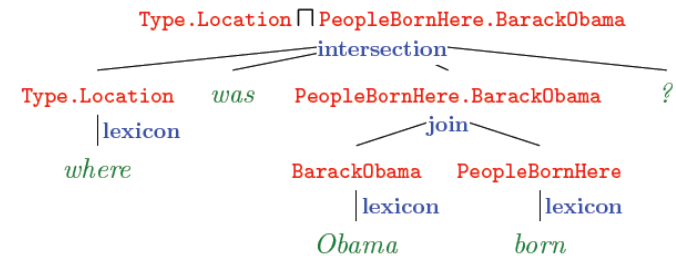 Type.Location ⊓ PeopleBornHere.BarackObama
intersection
Type.Location was PeopleBornHere.BarackObama ?
lexicon join
where BarackObama PeopleBornHere
lexicon lexicon
Obama born